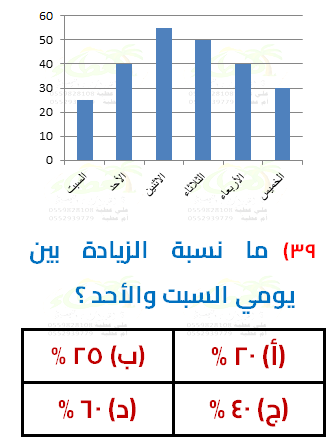 60
50
40
30
20
10
0
السبت
الأحد
الاثنين
الثلاثاء
الأربعاء
الخميس
٣٩) ما نسبة الزيادة بين
يومي السبت والأحد ؟
(أ) ٢٠ %
(ب) ٢٥ %
(ج) ٤٠ %
(د) ٦٠ %